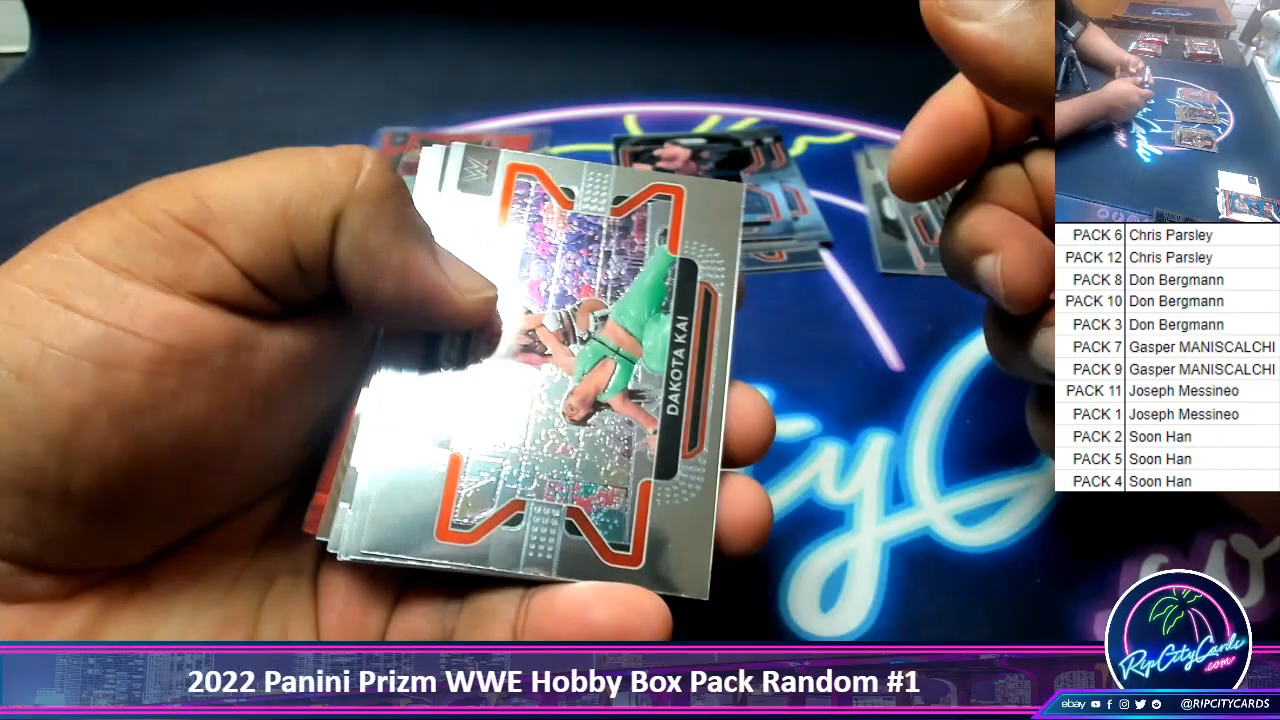 W
DAKOTA KAI
PACK 6 Chris Parsley
PACK 12 Chris Parsley
PACK 8 Don Bergmann
PACK 10 Don Bergmann
PACK 3 Don Bergmann
PACK 7 Gasper MANISCALCHI
PACK 9 Gasper MANISCALCHI
PACK 11 Joseph Messineo
PACK 1 Joseph Messineo
PACK 2 Soon Han
PACK 5 Soon Han
PACK 4 Soon Han
RipCityCards
.com
2022 Panini Prizm WWE Hobby Box Pack Random #1
ebay
@RIPCITYCARDS